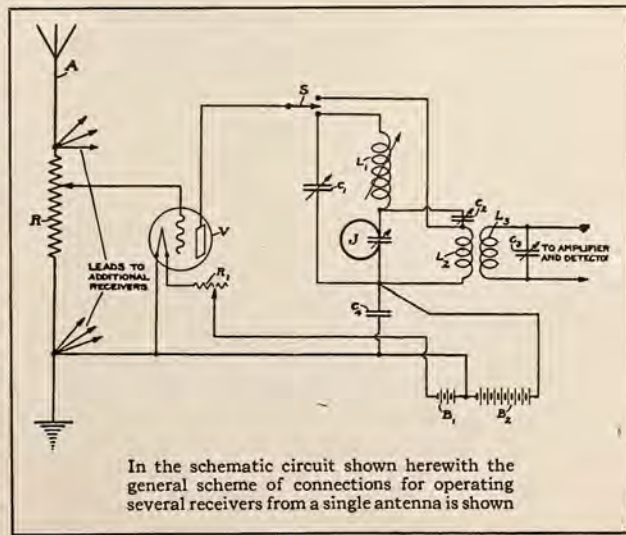 A
S
L₁
C₁
C₂
L₃
R
V
J
C₃
TO AMPLIFIER
AND DETECTOR
L₂
R₁
LEADS TO
ADDITIONAL
RECEIVERS
C₄
B₁
B₂
In the schematic circuit shown herewith the
general scheme of connections for operating
several receivers from a single antenna is shown